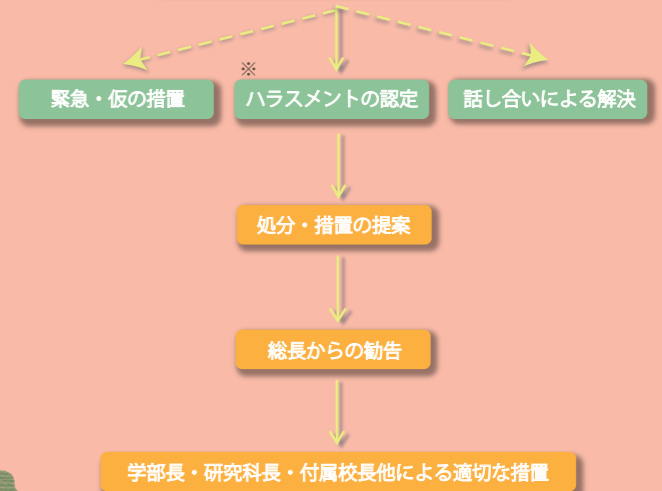 ※
緊急・仮の措置
ハラスメントの認定
話し合いによる解決
処分・措置の提案
総長からの勧告
学部長・研究科長・付属校長他による適切な措置